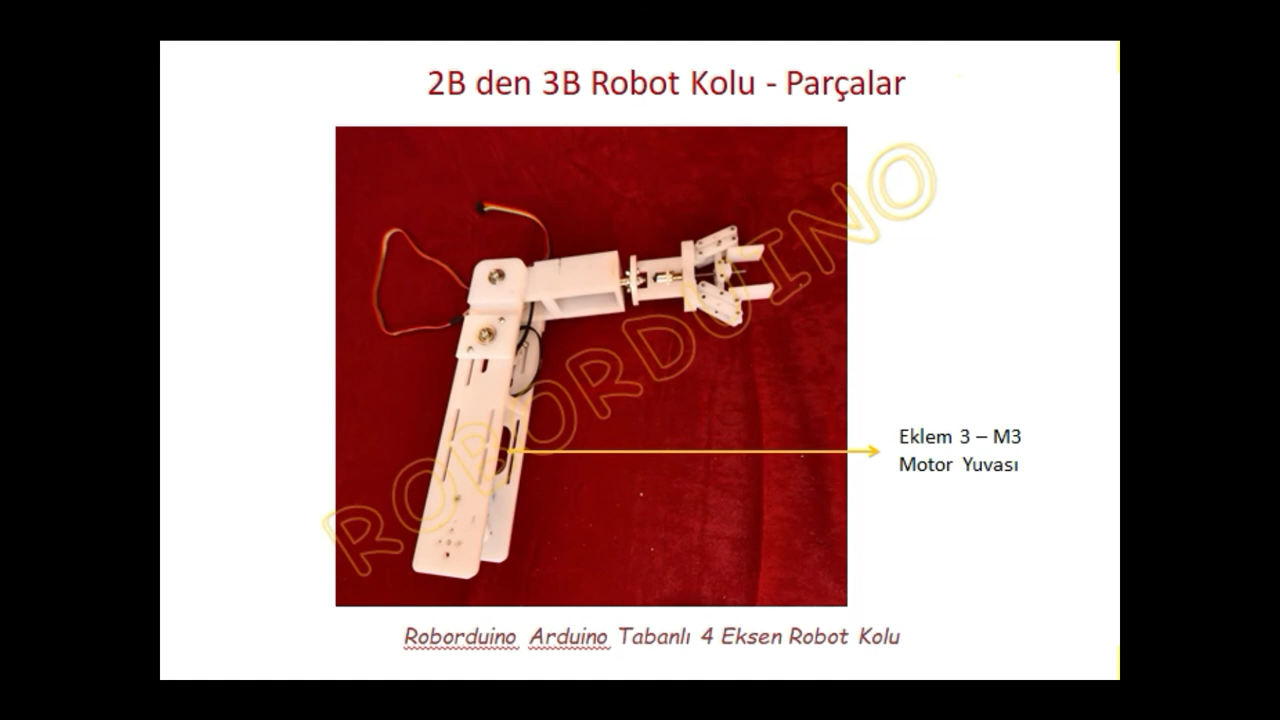 2B den 3B Robot Kolu - Parçalar
ROBORDUINO
Eklem 3 – M3
Motor Yuvası
Roborduino Arduino Tabanlı 4 Eksen Robot Kolu